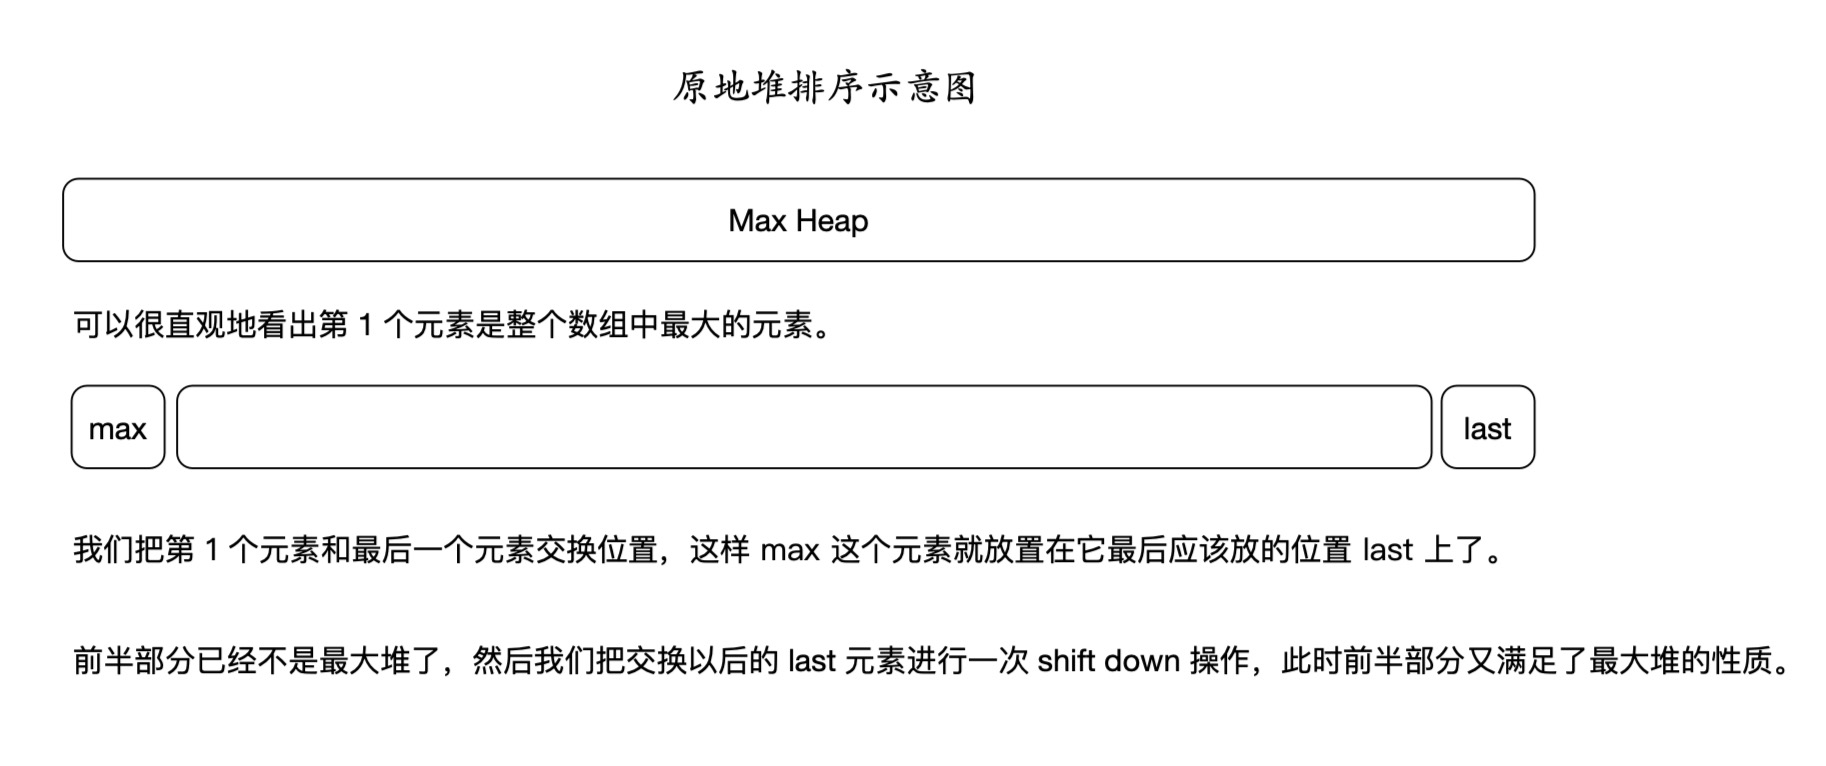 原地堆排序示意图
Max Heap
可以很直观地看出第 1 个元素是整个数组中最大的元素。
max last
我们把第 1 个元素和最后一个元素交换位置，这样 max 这个元素就放置在它最后应该放的位置 last 上了。
前半部分已经不是最大堆了，然后我们把交换以后的 last 元素进行一次 shift down 操作，此时前半部分又满足了最大堆的性质。